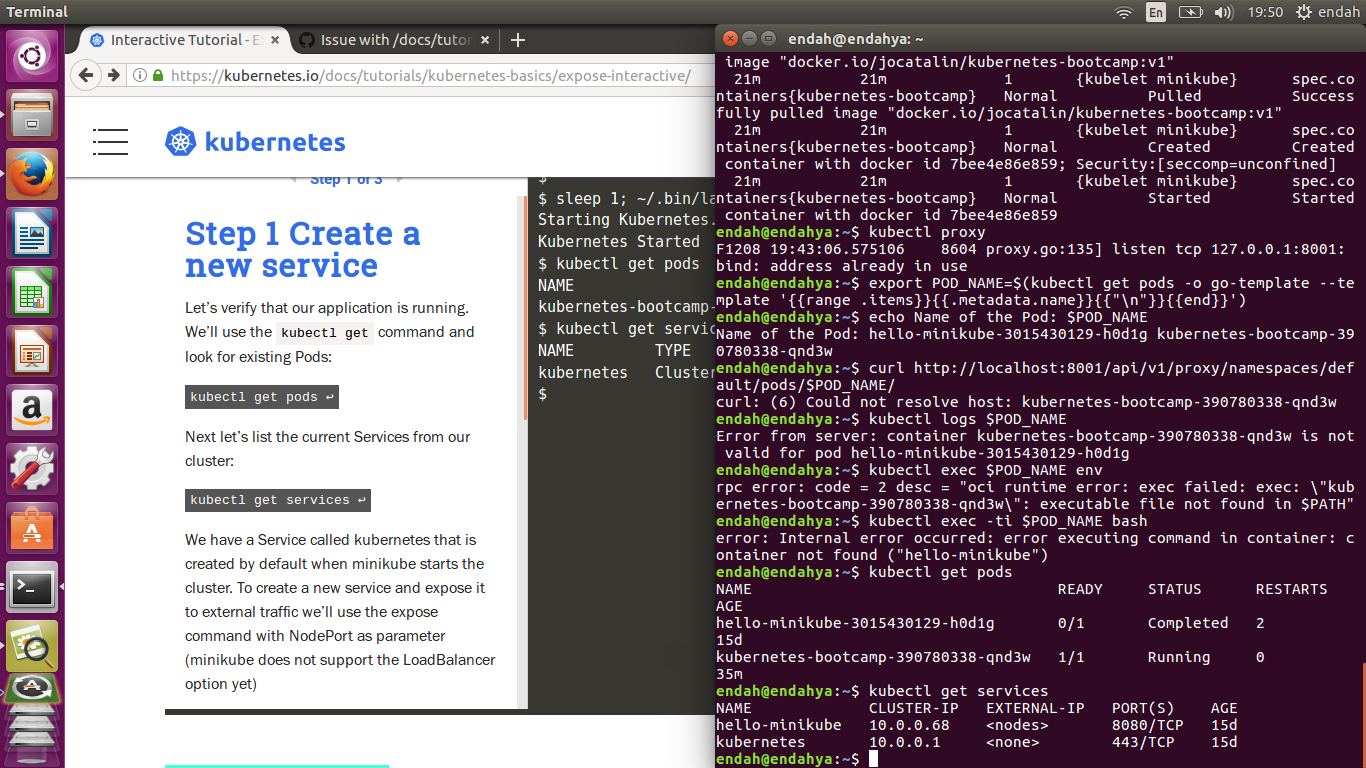 Terminal
En
19:50
endah
Interactive Tutorial - Ex
Issue with /docs/tutor
https://kubernetes.io/docs/tutorials/kubernetes-basics/expose-interactive/
kubernetes
Step 1 of 3
Step 1 Create a
new service
Let's verify that our application is running.
We'll use the kubectl get command and
look for existing Pods:
kubectl get pods ↩
Next let's list the current Services from our
cluster:
kubectl get services ↩
We have a Service called kubernetes that is
created by default when minikube starts the
cluster. To create a new service and expose it
to external traffic we'll use the expose
command with NodePort as parameter
(minikube does not support the LoadBalancer
option yet)
$
$ sleep 1; ~/.bin/la
Starting Kubernetes.
Kubernetes Started
$ kubectl get pods
NAME
kubernetes-bootcamp-
$ kubectl get servic
NAME TYPE
kubernetes Cluster
$
endah@endahya: ~
image "docker.io/jocatalin/kubernetes-bootcamp:v1"
21m 21m 1 {kubelet minikube} spec.co
ntainers{kubernetes-bootcamp} Normal Pulled Success
fully pulled image "docker.io/jocatalin/kubernetes-bootcamp:v1"
21m 21m 1 {kubelet minikube} spec.co
ntainers{kubernetes-bootcamp} Normal Created Created
container with docker id 7bee4e86e859; Security:[seccomp=unconfined]
21m 21m 1 {kubelet minikube} spec.co
ntainers{kubernetes-bootcamp} Normal Started Started
container with docker id 7bee4e86e859
endah@endahya:~$ kubectl proxy
F1208 19:43:06.575106 8604 proxy.go:135] listen tcp 127.0.0.1:8001:
bind: address already in use
endah@endahya:~$ export POD_NAME=$(kubectl get pods -o go-template --te
mplate '{{range .items}}{{.metadata.name}}{{"\n"}}{{end}}')
endah@endahya:~$ echo Name of the Pod: $POD_NAME
Name of the Pod: hello-minikube-3015430129-h0d1g kubernetes-bootcamp-39
0780338-qnd3w
endah@endahya:~$ curl http://localhost:8001/api/v1/proxy/namespaces/def
ault/pods/$POD_NAME/
curl: (6) Could not resolve host: kubernetes-bootcamp-390780338-qnd3w
endah@endahya:~$ kubectl logs $POD_NAME
Error from server: container kubernetes-bootcamp-390780338-qnd3w is not
valid for pod hello-minikube-3015430129-h0d1g
endah@endahya:~$ kubectl exec $POD_NAME env
rpc error: code = 2 desc = "oci runtime error: exec failed: exec: \"kub
ernetes-bootcamp-390780338-qnd3w\": executable file not found in $PATH"
endah@endahya:~$ kubectl exec -ti $POD_NAME bash
error: Internal error occurred: error executing command in container: c
ontainer not found ("hello-minikube")
endah@endahya:~$ kubectl get pods
NAME READY STATUS RESTARTS
AGE
hello-minikube-3015430129-h0d1g 0/1 Completed 2
15d
kubernetes-bootcamp-390780338-qnd3w 1/1 Running 0
35m
endah@endahya:~$ kubectl get services
NAME CLUSTER-IP EXTERNAL-IP PORT(S) AGE
hello-minikube 10.0.0.68 <nodes> 8080/TCP 15d
kubernetes 10.0.0.1 <none> 443/TCP 15d
endah@endahya:~$